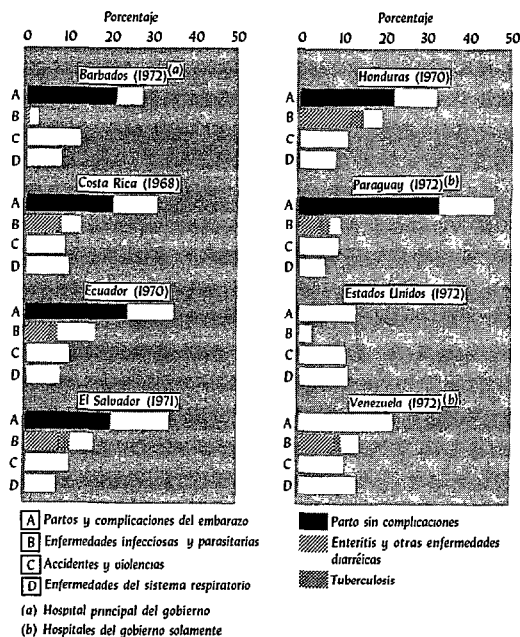 Porcentaje
0 10 20 30 40 50
Barbados (1972)(a)
A
B
C
D
Costa Rica (1968)
A
B
C
D
Ecuador (1970)
A
B
C
D
El Salvador (1971)
A
B
C
D
A Partos y complicaciones del embarazo
B Enfermedades infecciosas y parasitarias
C Accidentes y violencias
D Enfermedades del sistema respiratorio
(a) Hospital principal del gobierno
(b) Hospitales del gobierno solamente
Porcentaje
0 10 20 30 40 50
Honduras (1970)
A
B
C
D
Paraguay (1972)(b)
A
B
C
D
Estados Unidos (1972)
A
B
C
D
Venezuela (1972)(b)
A
B
C
D
Parto sin complicaciones
Enteritis y otras enfermedades
diarréicas
Tuberculosis